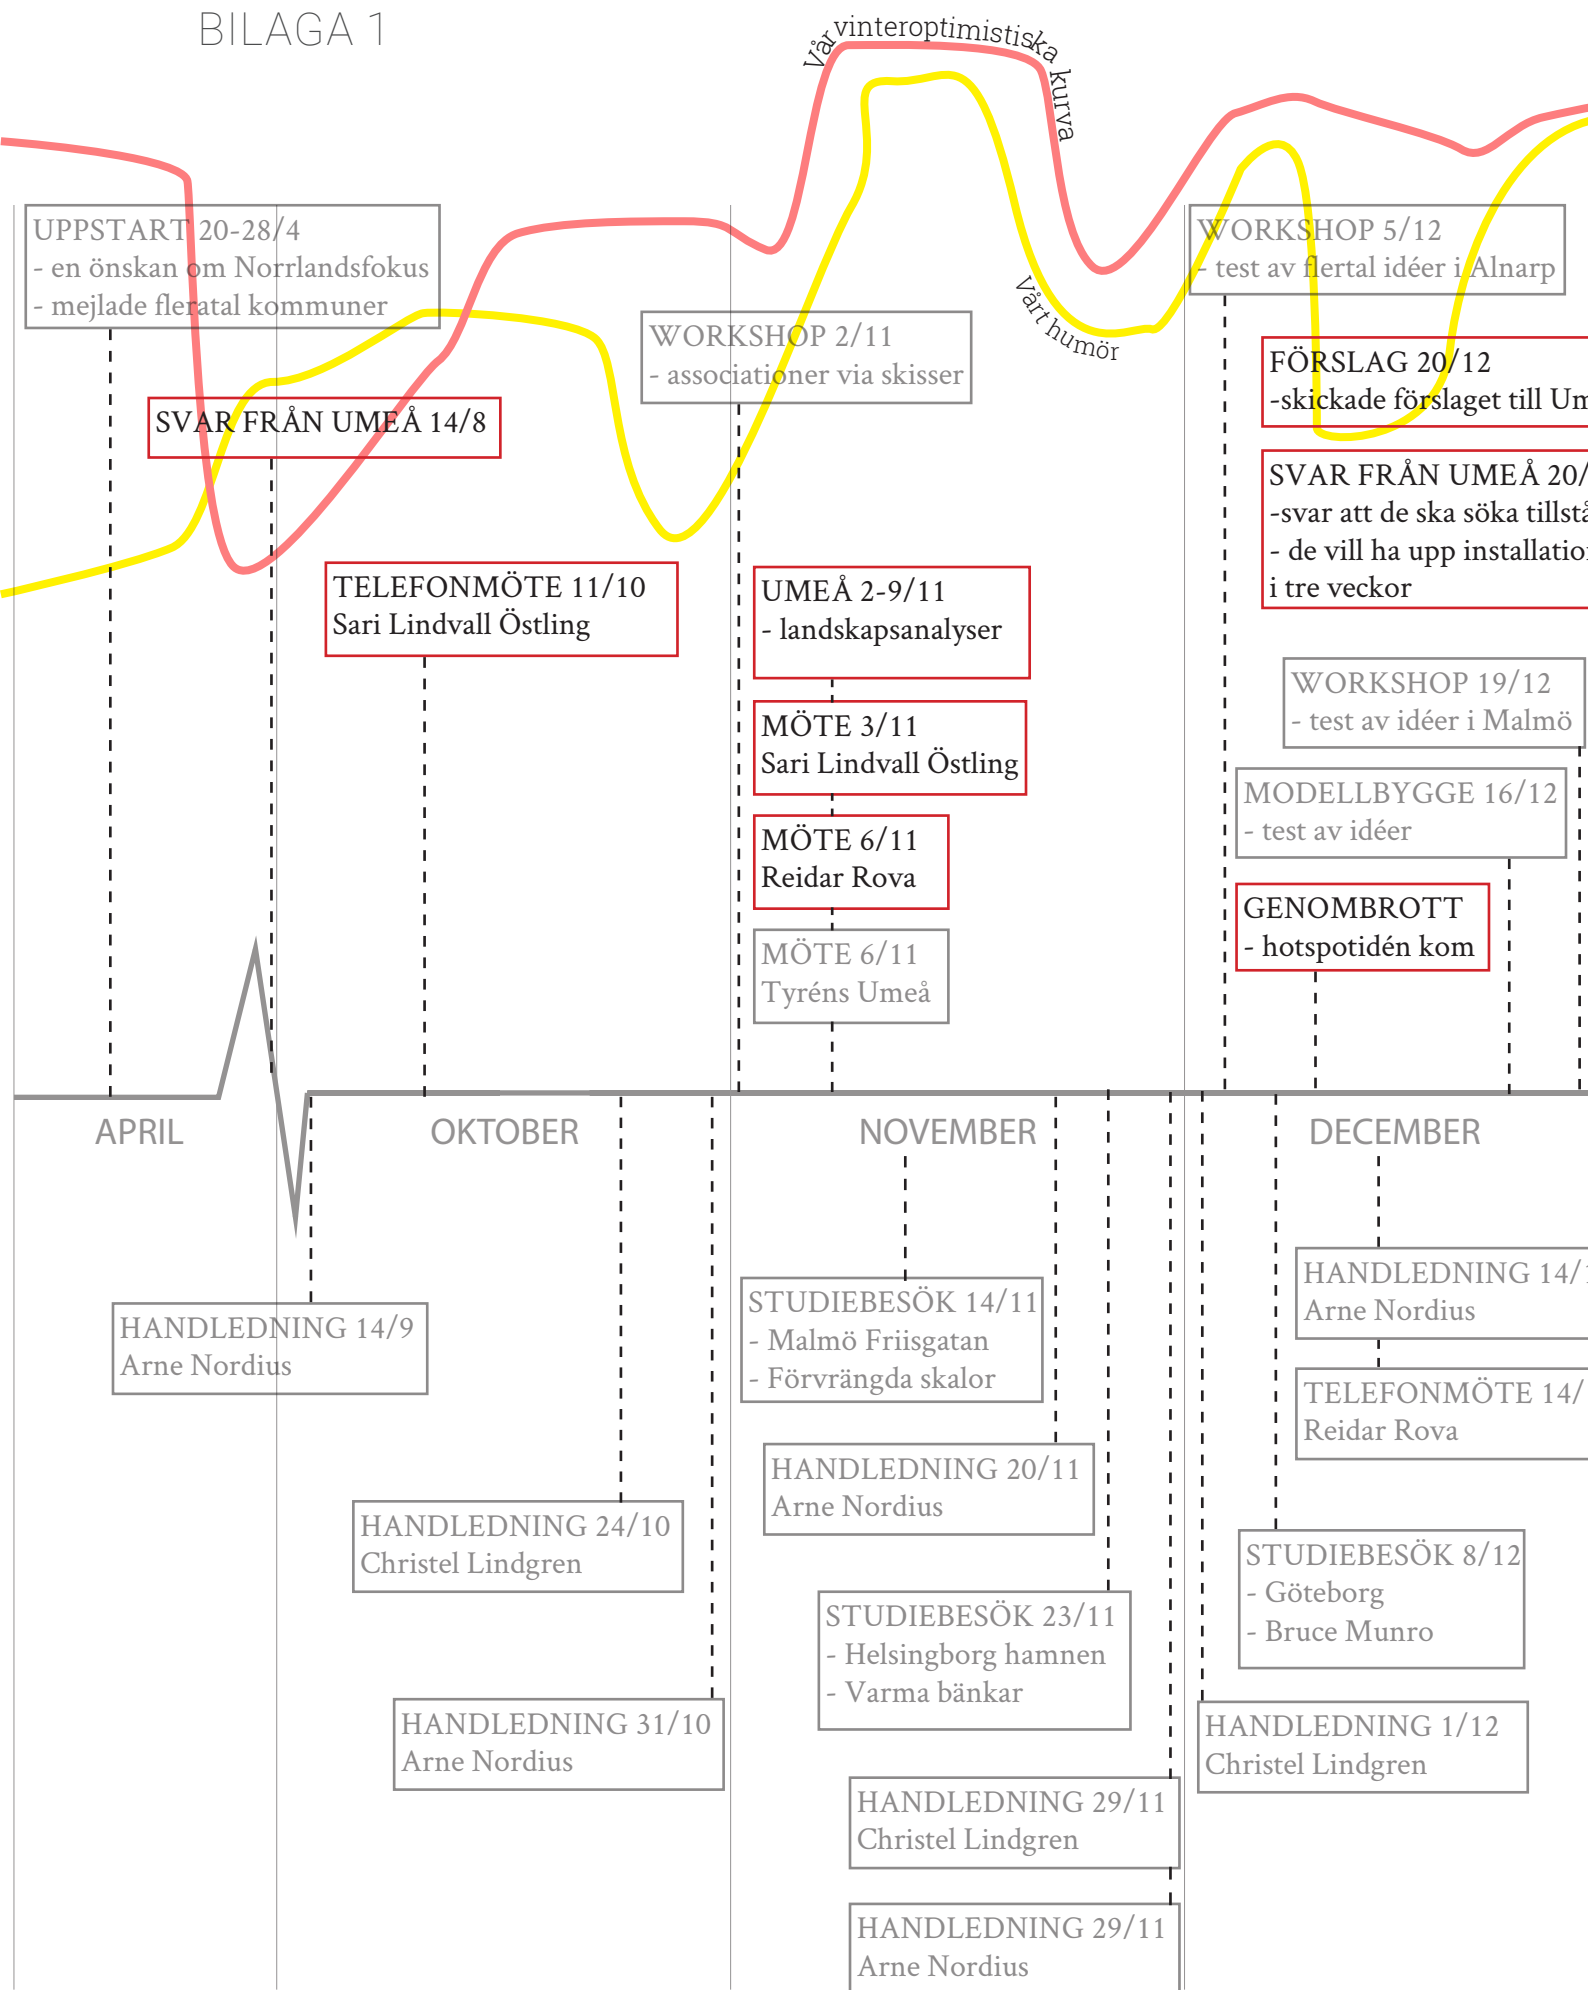 BILAGA 1
Vår vinteroptimistiska kurva
Vårt humör
UPPSTART 20-28/4
- en önskan om Norrlandsfokus
- mejlade fleratal kommuner
SVAR FRÅN UMEÅ 14/8
TELEFONMÖTE 11/10
Sari Lindvall Östling
WORKSHOP 2/11
- associationer via skisser
UMEÅ 2-9/11
- landskapsanalyser
MÖTE 3/11
Sari Lindvall Östling
MÖTE 6/11
Reidar Rova
MÖTE 6/11
Tyréns Umeå
WORKSHOP 5/12
- test av flertal idéer i Alnarp
FÖRSLAG 20/12
-skickade förslaget till
SVAR FRÅN UMEÅ 20/
-svar att de ska söka
- de vill ha upp
i tre veckor
WORKSHOP 19/12
- test av idéer i Malmö
MODELLBYGGE 16/12
- test av idéer
GENOMBROTT
- hotspotidén kom
APRIL
OKTOBER
NOVEMBER
DECEMBER
HANDLEDNING 14/9
Arne Nordius
HANDLEDNING 24/10
Christel Lindgren
HANDLEDNING 31/10
Arne Nordius
STUDIEBESÖK 14/11
- Malmö Friisgatan
- Förvrängda skalor
HANDLEDNING 20/11
Arne Nordius
STUDIEBESÖK 23/11
- Helsingborg hamnen
- Varma bänkar
HANDLEDNING 29/11
Christel Lindgren
HANDLEDNING 29/11
Arne Nordius
HANDLEDNING 14/
Arne Nordius
TELEFONMÖTE 14/
Reidar Rova
STUDIEBESÖK 8/12
- Göteborg
- Bruce Munro
HANDLEDNING 1/12
Christel Lindgren